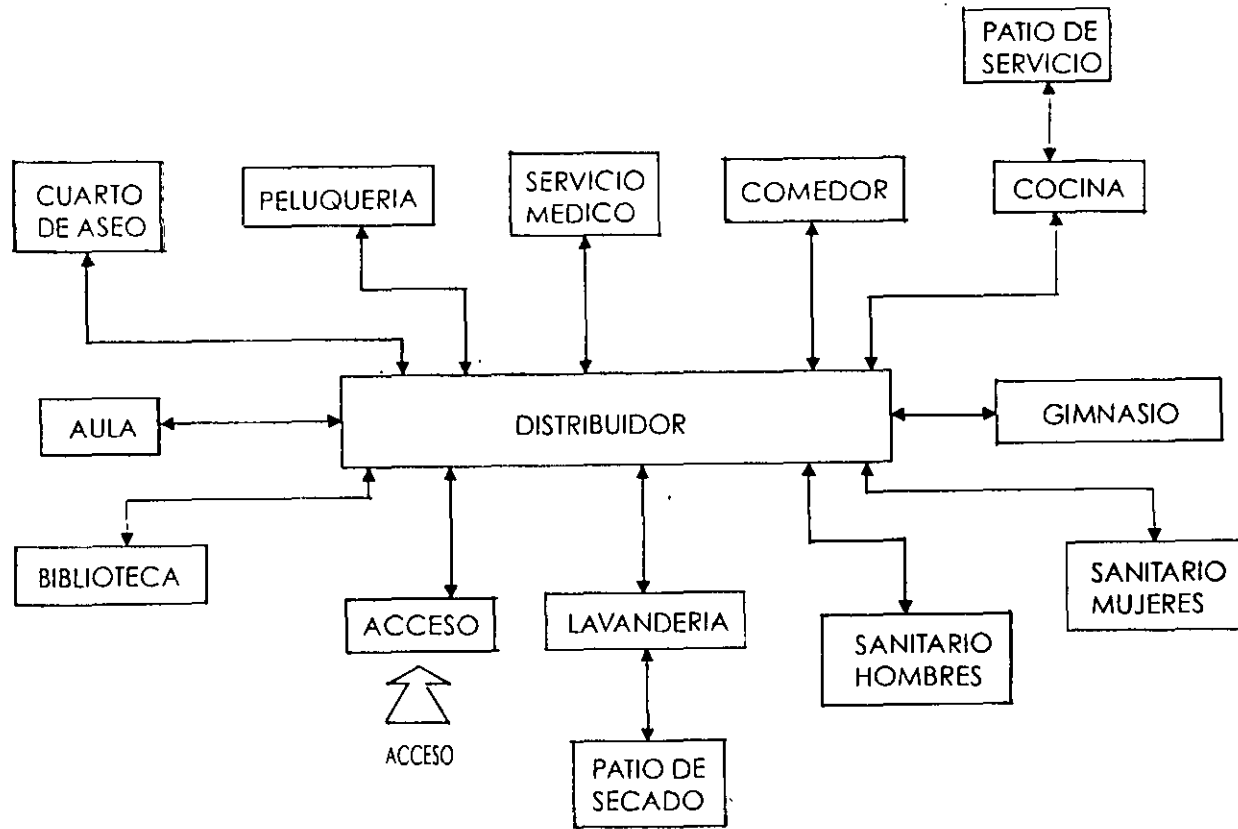 PATIO DE
SERVICIO
CUARTO
DE ASEO
PELUQUERIA
SERVICIO
MEDICO
COMEDOR
COCINA
AULA
DISTRIBUIDOR
GIMNASIO
BIBLIOTECA
ACCESO
LAVANDERIA
SANITARIO
HOMBRES
SANITARIO
MUJERES
ACCESO
PATIO DE
SECADO